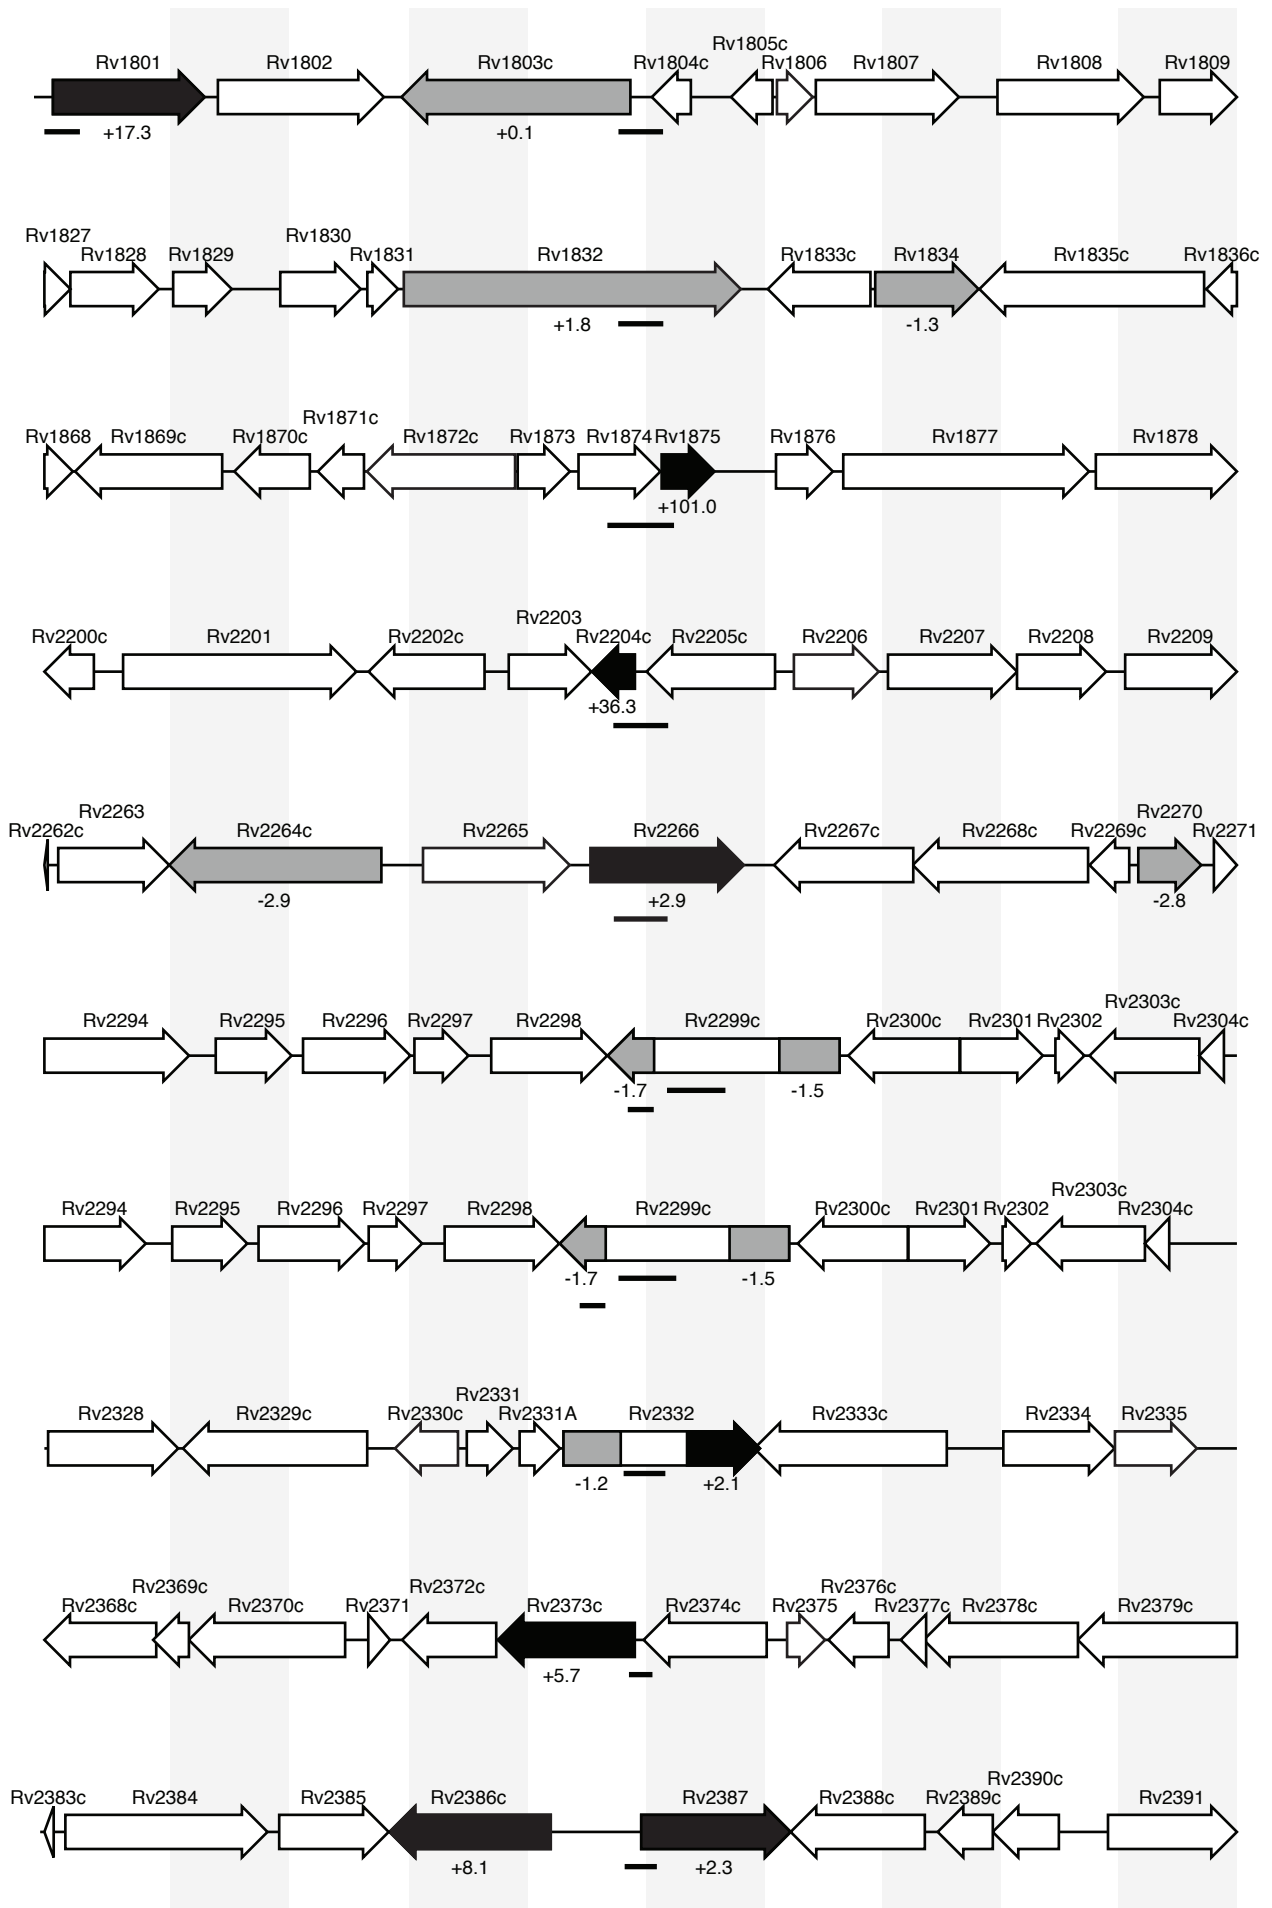 Rv1805c
Rv1801 Rv1802 Rv1803c Rv1804c Rv1806 Rv1807 Rv1808 Rv1809
+17.3 +0.1
Rv1827 Rv1830
Rv1828 Rv1829 Rv1831 Rv1832 Rv1833c Rv1834 Rv1835c Rv1836c
+1.8 -1.3
Rv1871c
Rv1868 Rv1869c Rv1870c Rv1872c Rv1873 Rv1874 Rv1875 Rv1876 Rv1877 Rv1878
+101.0
Rv2203
Rv2200c Rv2201 Rv2202c Rv2204c Rv2205c Rv2206 Rv2207 Rv2208 Rv2209
+36.3
Rv2263 Rv2270
Rv2262c Rv2264c Rv2265 Rv2266 Rv2267c Rv2268c Rv2269c Rv2271
-2.9 +2.9 -2.8
Rv2303c
Rv2294 Rv2295 Rv2296 Rv2297 Rv2298 Rv2299c Rv2300c Rv2301 Rv2302 Rv2304c
-1.7 -1.5
Rv2303c
Rv2294 Rv2295 Rv2296 Rv2297 Rv2298 Rv2299c Rv2300c Rv2301 Rv2302 Rv2304c
-1.7 -1.5
Rv2331
Rv2328 Rv2329c Rv2330c Rv2331A Rv2332 Rv2333c Rv2334 Rv2335
-1.2 +2.1
Rv2369c Rv2372c Rv2376c
Rv2368c Rv2370c Rv2371 Rv2373c Rv2374c Rv2375 Rv2377c Rv2378c Rv2379c
+5.7
Rv2390c
Rv2383c Rv2384 Rv2385 Rv2386c Rv2387 Rv2388c Rv2389c Rv2391
+8.1 +2.3